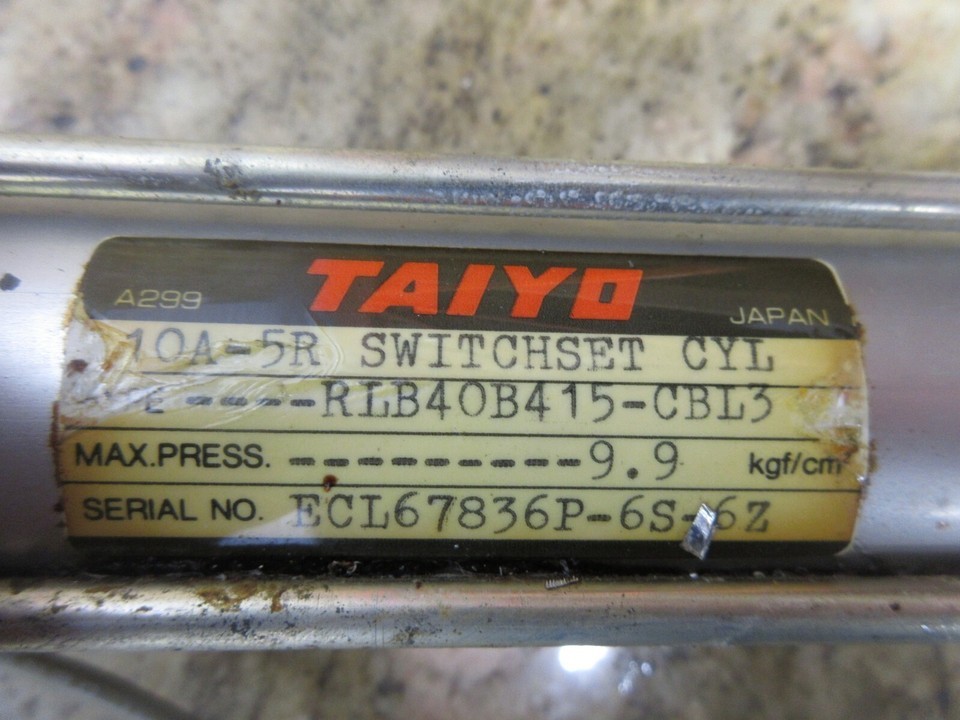 A299 TAIYO JAPAN
10A-5R SWITCHSET CYL
E ----RLB40B415-CBL3
MAX.PRESS. ---------9.9 kgf/cm
SERIAL NO. ECL67836P-6S-6Z